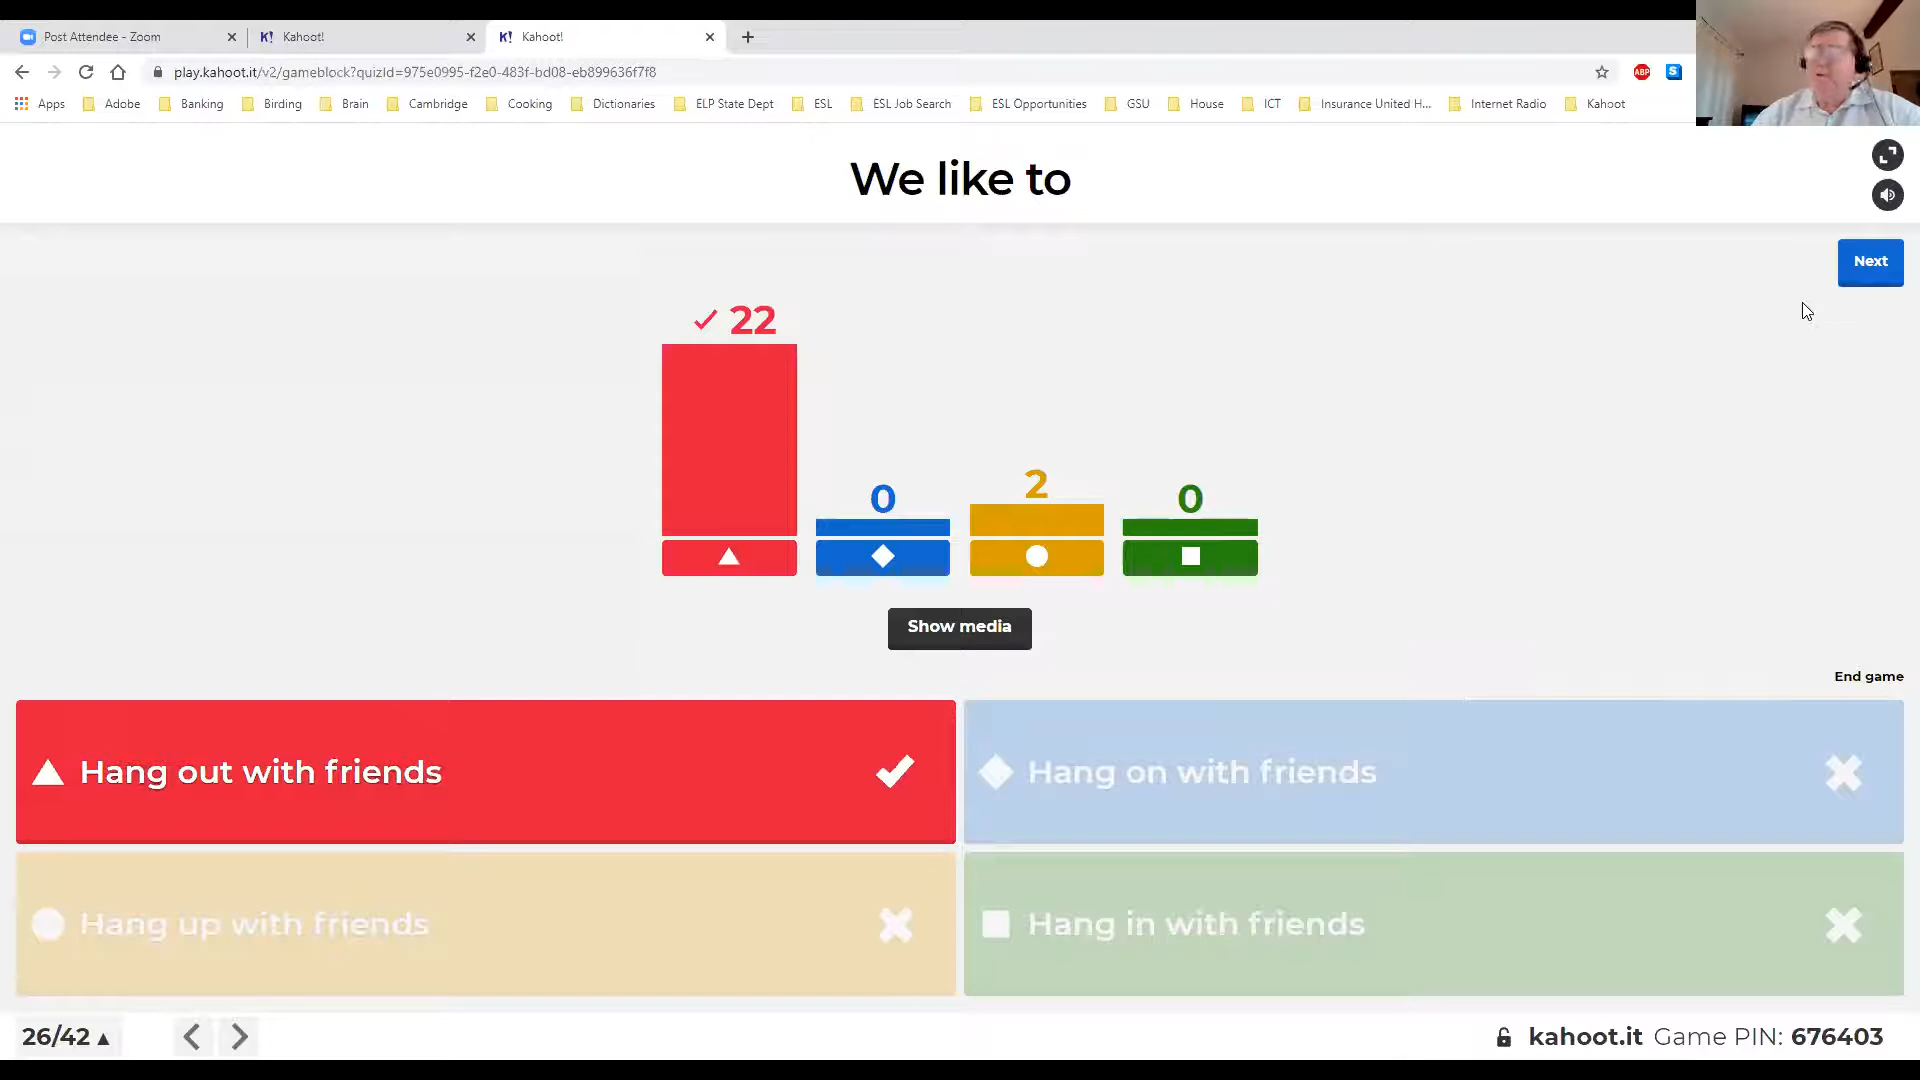 Post Attendee - Zoom
K! Kahoot!
K! Kahoot!
play.kahoot.it/v2/gameblock?quizId=975e0995-f2e0-483f-bd08-eb899636f7f8
ABP
S
Apps Adobe Banking Birding Brain Cambridge Cooking Dictionaries ELP State Dept ESL ESL Job Search ESL Opportunities GSU House ICT Insurance United H... Internet Radio Kahoot
We like to
Next
22
0
2
0
Show media
End game
Hang out with friends
Hang on with friends
Hang up with friends
Hang in with friends
26/42
kahoot.it Game PIN: 676403